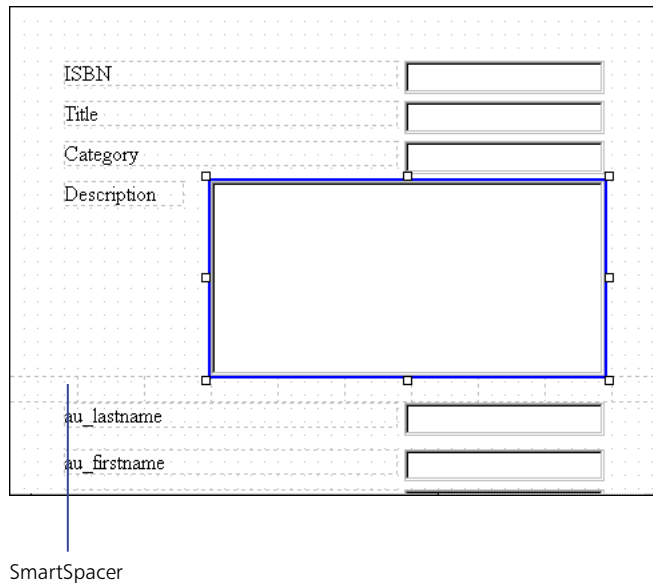 ISBN
Title
Category
Description
au_lastname
au_firstname
SmartSpacer